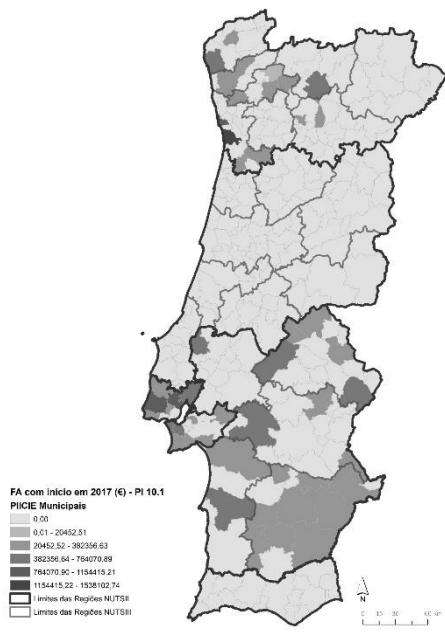 FA com início em 2017 (€) - PI 10.1
PIICIE Municipais
0,00
0,01 - 20452,51
20452,52 - 382356,63
382356,64 - 764070,89
764070,90 - 1154415,21
1154415,22 - 1538102,74
Limites das Regiões NUTSII
Limites das Regiões NUTSIII
N
0 15 30 60 Km